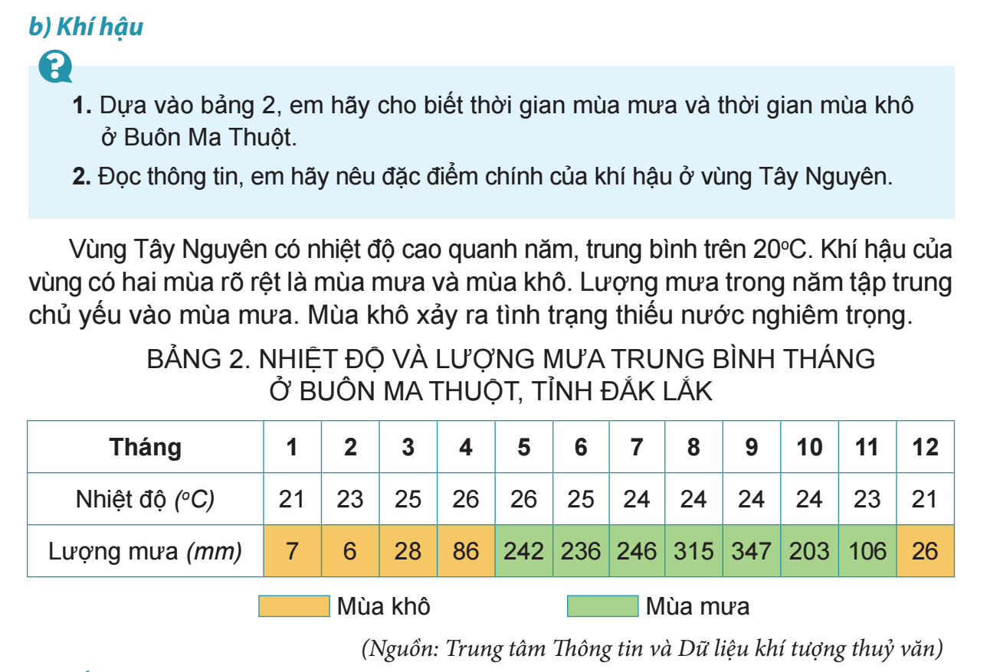 b) Khí hậu
?
1. Dựa vào bảng 2, em hãy cho biết thời gian mùa mưa và thời gian mùa khô
ở Buôn Ma Thuột.
2. Đọc thông tin, em hãy nêu đặc điểm chính của khí hậu ở vùng Tây Nguyên.
Vùng Tây Nguyên có nhiệt độ cao quanh năm, trung bình trên 20°C. Khí hậu của
vùng có hai mùa rõ rệt là mùa mưa và mùa khô. Lượng mưa trong năm tập trung
chủ yếu vào mùa mưa. Mùa khô xảy ra tình trạng thiếu nước nghiêm trọng.
BẢNG 2. NHIỆT ĐỘ VÀ LƯỢNG MƯA TRUNG BÌNH THÁNG
Ở BUÔN MA THUỘT, TỈNH ĐẮK LẮK
Tháng 1 2 3 4 5 6 7 8 9 10 11 12
Nhiệt độ (°C) 21 23 25 26 26 25 24 24 24 24 23 21
Lượng mưa (mm) 7 6 28 86 242 236 246 315 347 203 106 26
Mùa khô Mùa mưa
(Nguồn: Trung tâm Thông tin và Dữ liệu khí tượng thuỷ văn)